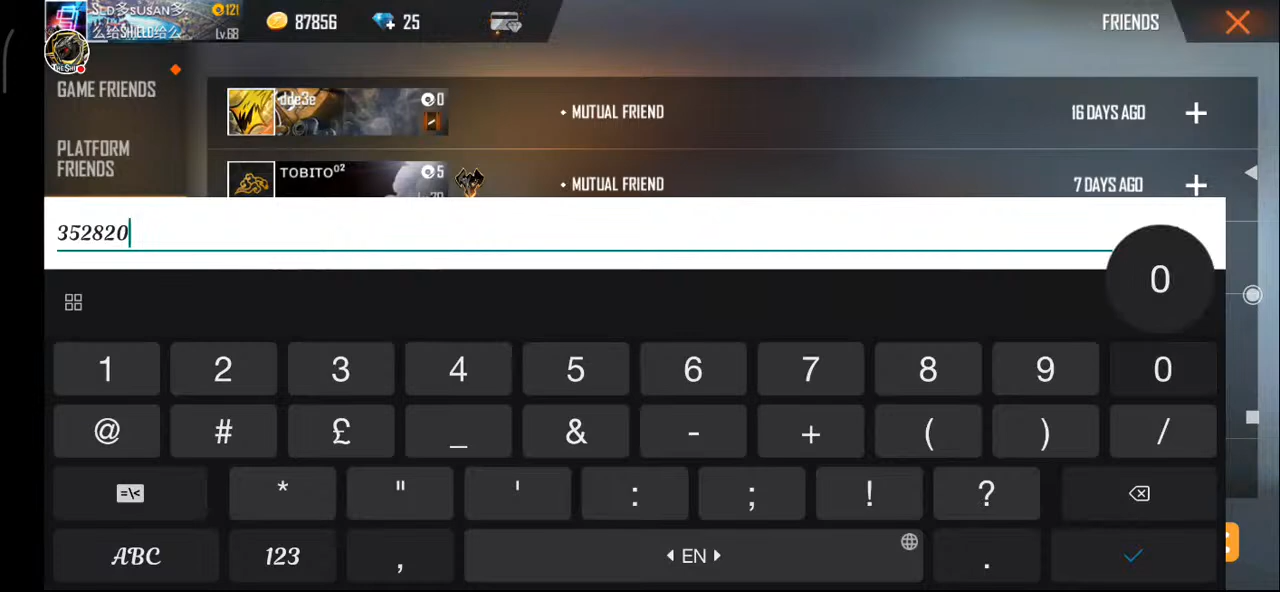 SLD多SUSAN多
121
87856
25
FRIENDS
么给SHIELD给么
Lv.68
GAME FRIENDS
dde3e
0
• MUTUAL FRIEND
16 DAYS AGO
+
PLATFORM
FRIENDS
TOBITO⁰²
5
• MUTUAL FRIEND
7 DAYS AGO
+
352820
0
1 2 3 4 5 6 7 8 9 0
@ # £ _ & - + ( ) /
=\< * " ' : ; ! ?
ABC 123 , EN .